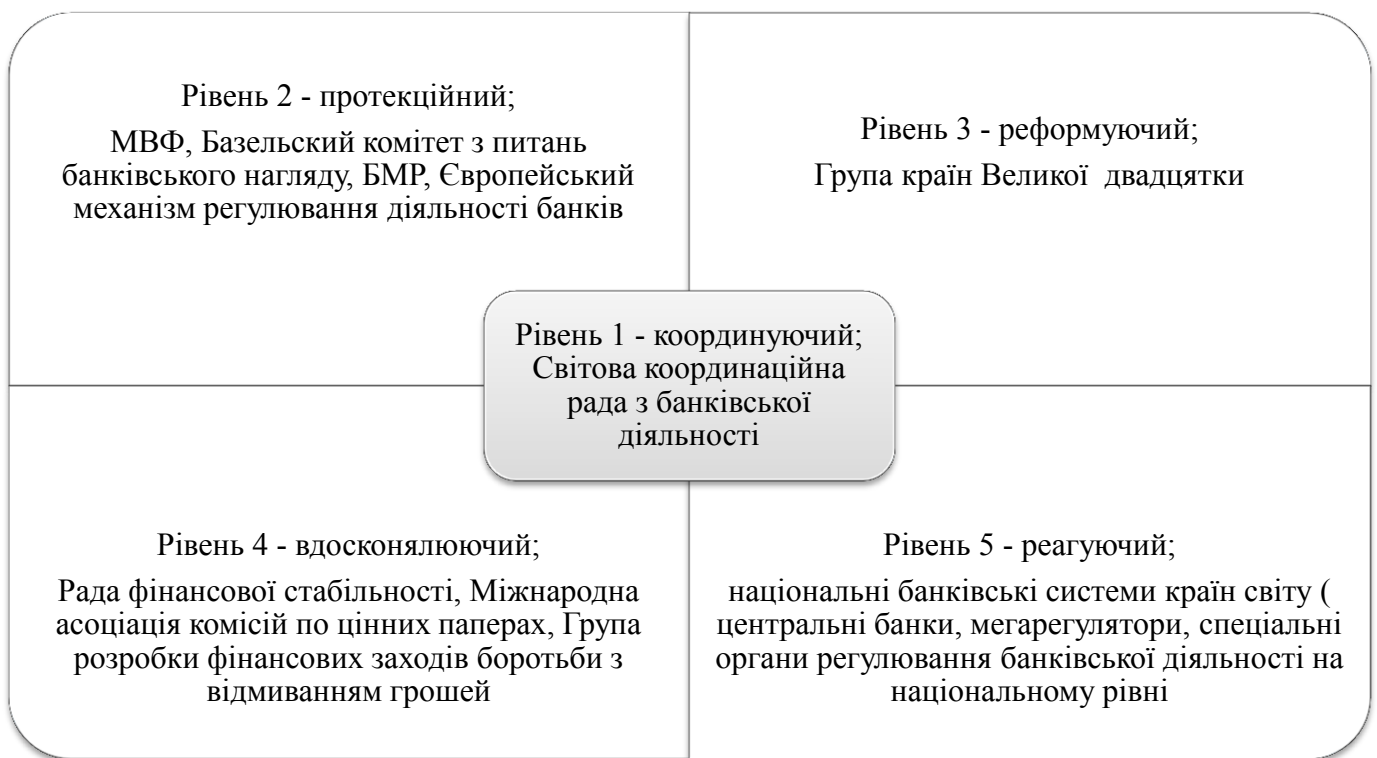 Рівень 2 - протекційний;
МВФ, Базельский комітет з питань
банківського нагляду, БМР, Європейський
механізм регулювання діяльності банків
Рівень 3 - реформуючий;
Група країн Великої двадцятки
Рівень 1 - координуючий;
Світова координаційна
рада з банківської
діяльності
Рівень 4 - вдосконялюючий;
Рада фінансової стабільності, Міжнародна
асоціація комісій по цінних паперах, Група
розробки фінансових заходів боротьби з
відмиванням грошей
Рівень 5 - реагуючий;
національні банківські системи країн світу (
центральні банки, мегарегулятори, спеціальні
органи регулювання банківської діяльності на
національному рівні